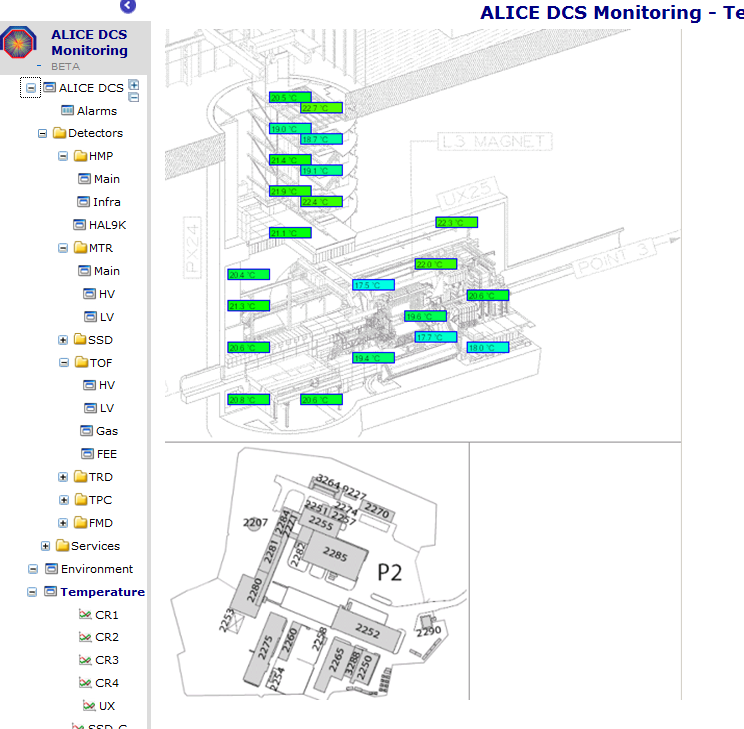 ALICE DCS Monitoring - Te
ALICE DCS
Monitoring
- BETA
ALICE DCS
Alarms
Detectors
HMP
Main
Infra
HAL9K
MTR
Main
HV
LV
SSD
TOF
HV
LV
Gas
FEE
TRD
TPC
FMD
Services
Environment
Temperature
CR1
CR2
CR3
CR4
UX
SSD-C
20.5 °C
22.7 °C
19.0 °C
18.7 °C
21.4 °C
19.1 °C
21.9 °C
22.4 °C
21.1 °C
L3 MAGNET
UX25
PX24
POINT 3
22.3 °C
22.0 °C
20.4 °C
17.5 °C
21.3 °C
19.6 °C
17.7 °C
18.0 °C
20.6 °C
19.4 °C
20.8 °C
20.6 °C
3264
9227
2251
2274
2257
2270
2207
2284
2271
2255
2281
2282
2285
P2
2280
2253
2275
2260
2258
2254
2252
2290
2265
3288
2250